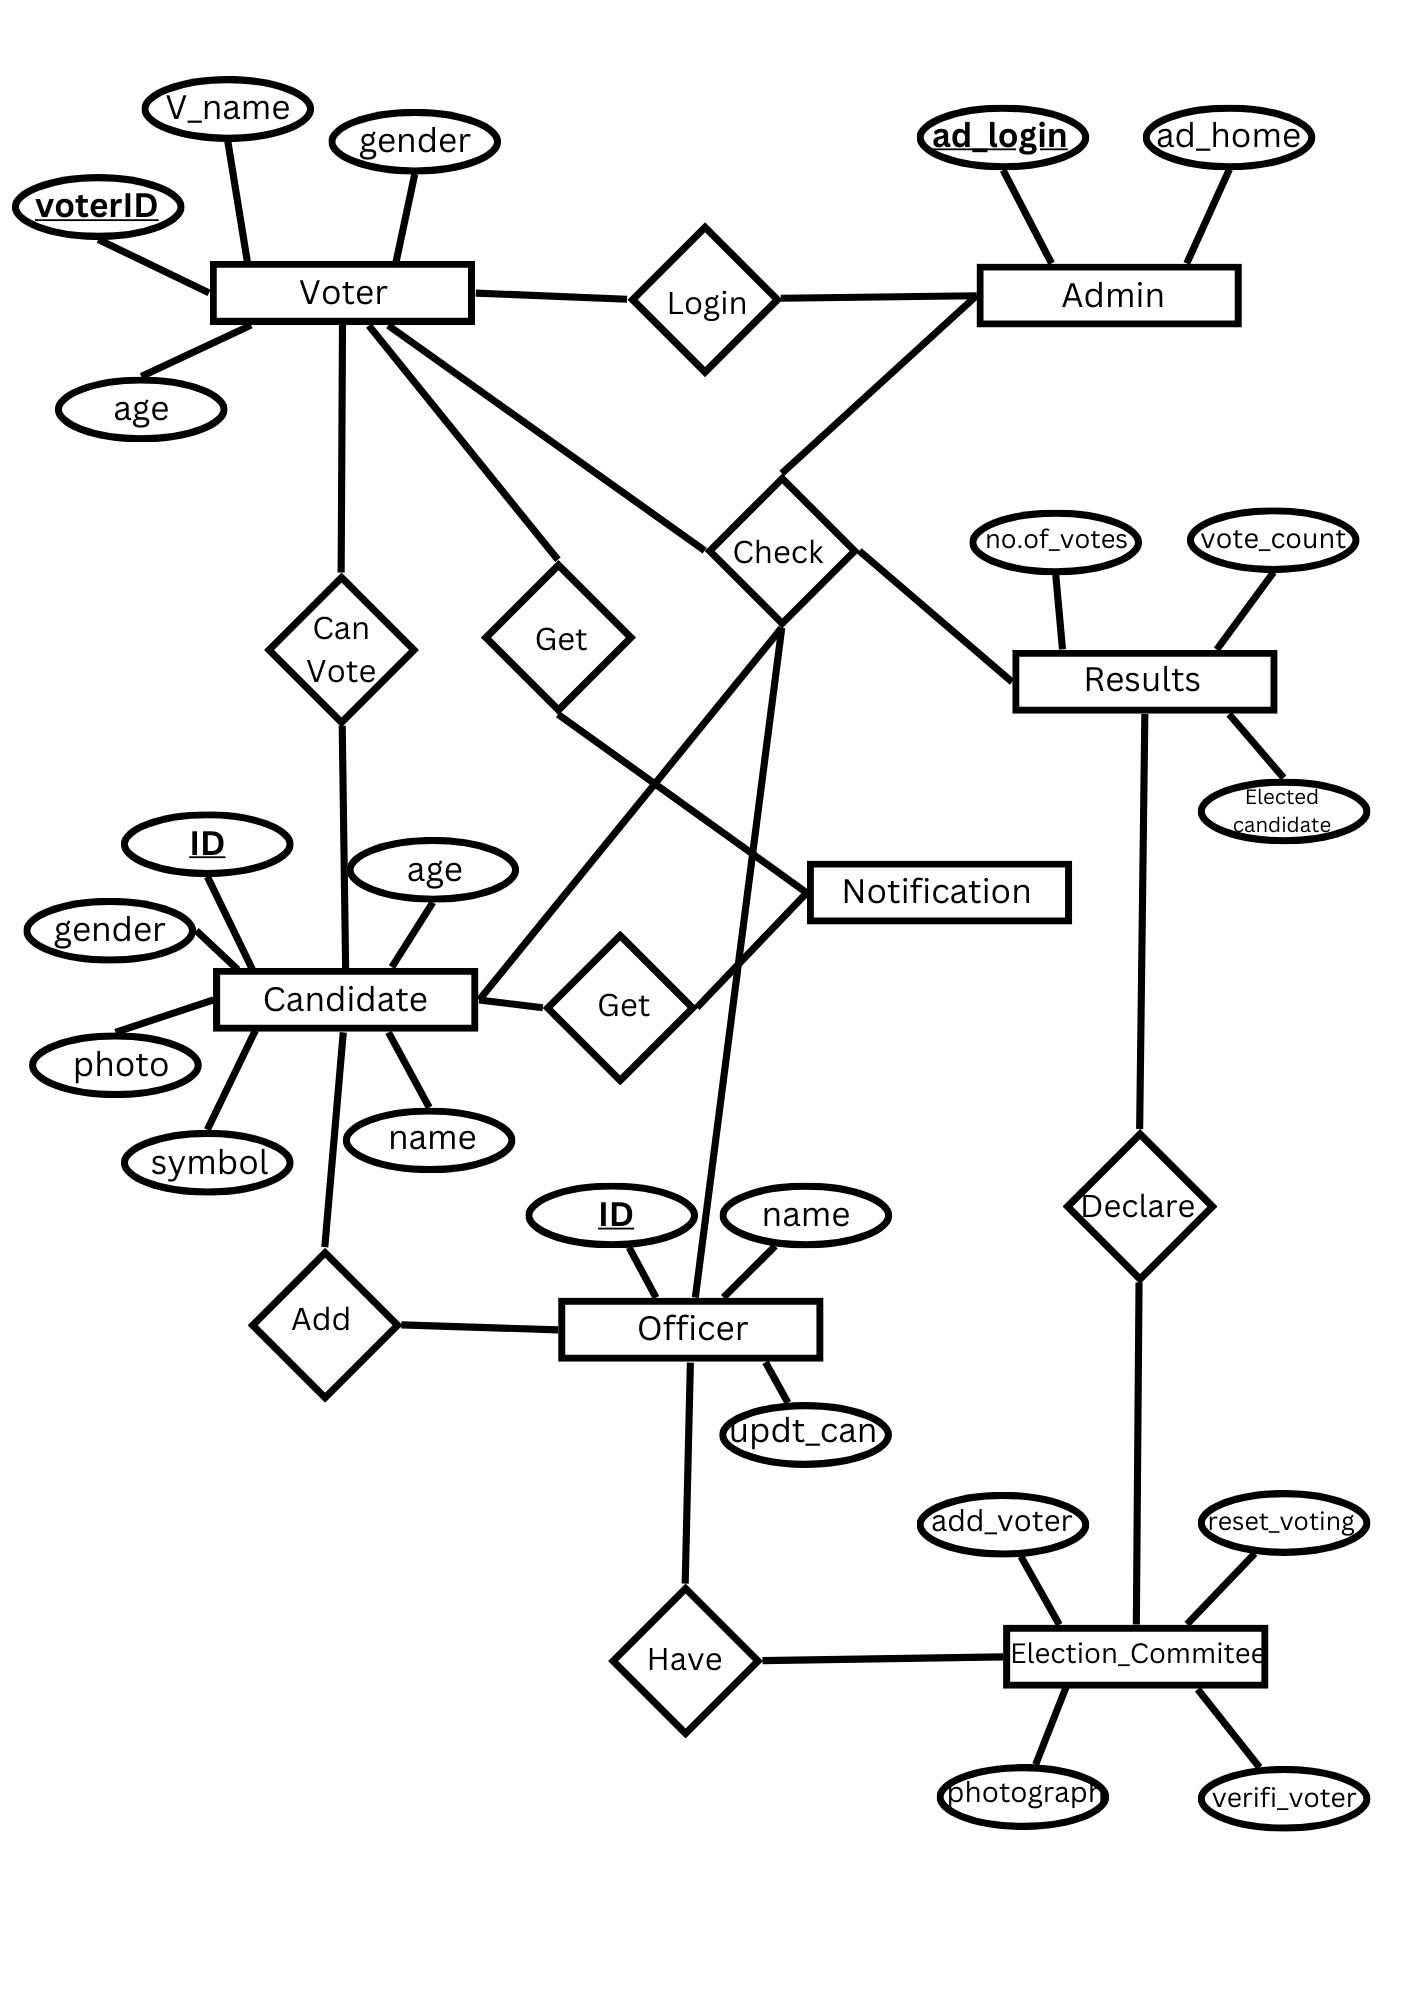 V_name
gender
ad_login
ad_home
voterID
Voter
Login
Admin
age
no.of_votes
vote_count
Check
Can
Vote
Get
Results
Elected
candidate
ID
age
Notification
gender
Candidate
Get
photo
name
symbol
Declare
ID
name
Add
Officer
updt_can
add_voter
reset_voting
Have
Election_Commitee
photograph
verifi_voter